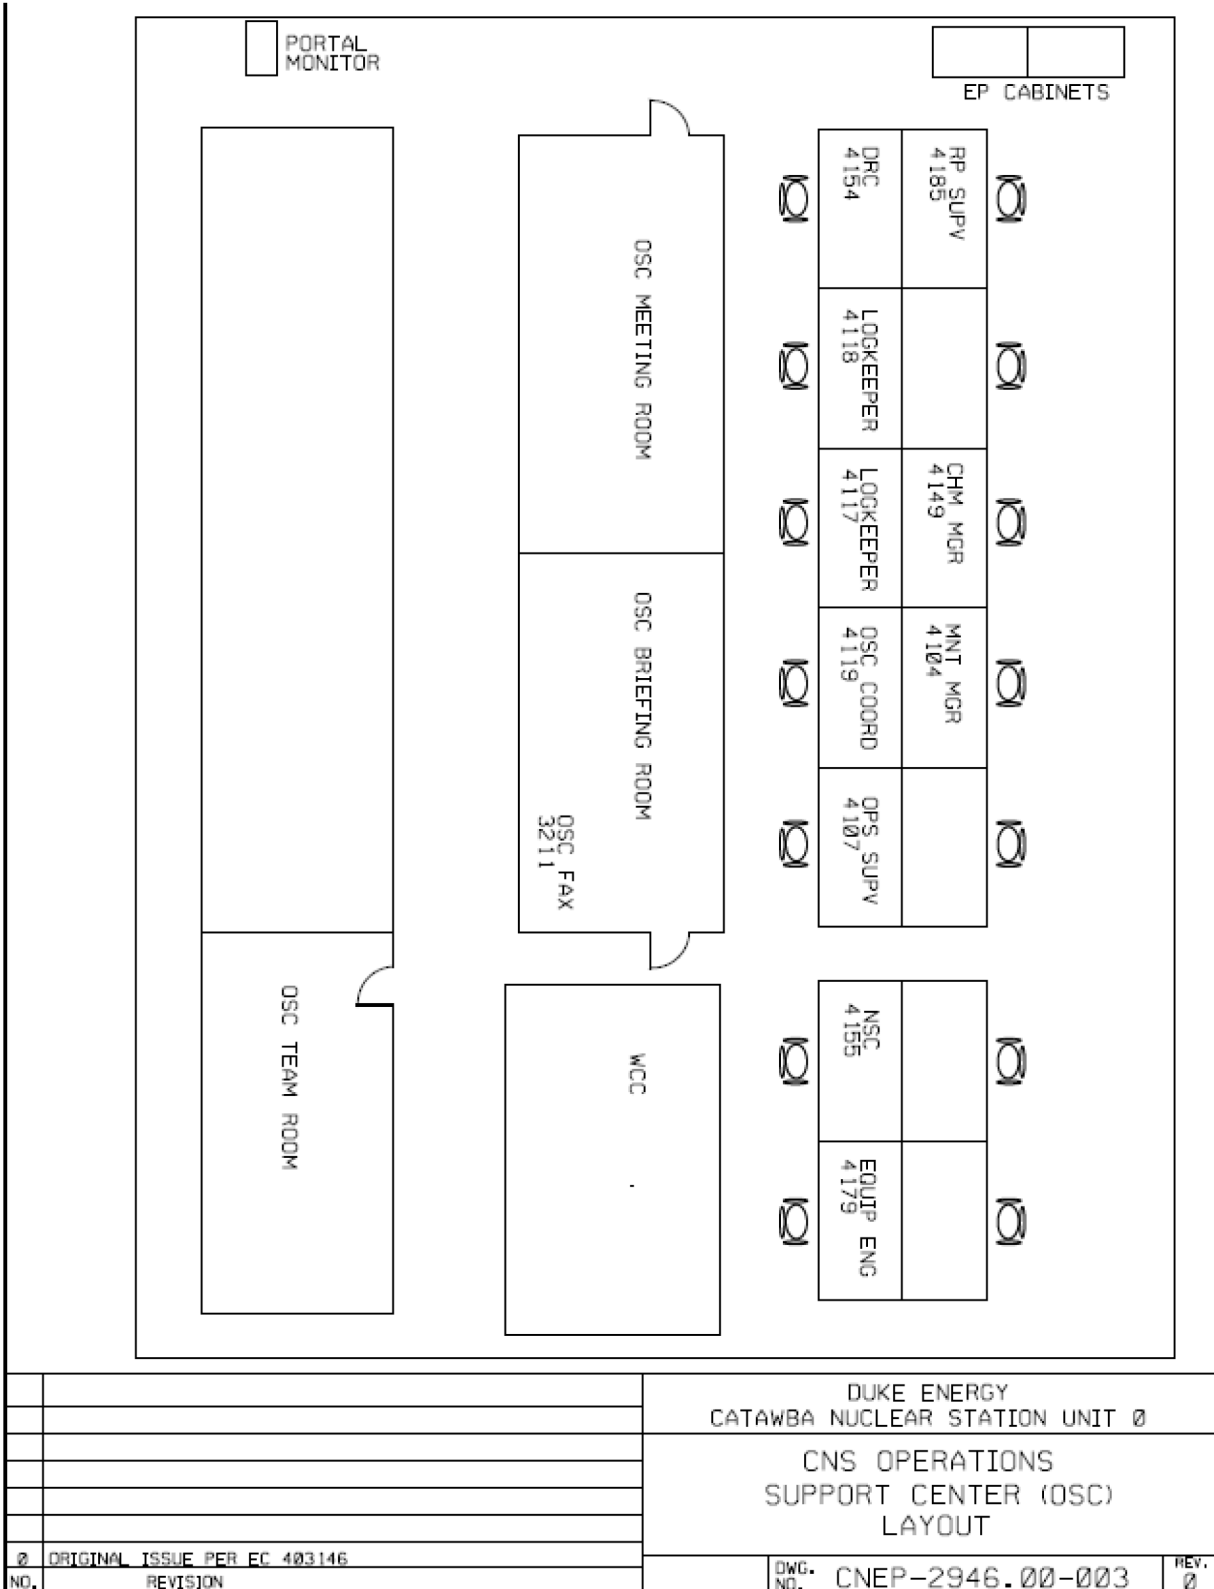 PORTAL
MONITOR
EP CABINETS
DRC
4154
RP SUPV
4185
OSC MEETING ROOM
LOGKEEPER
4118
LOGKEEPER
4117
CHM MGR
4149
OSC BRIEFING ROOM
OSC COORD
4119
MNT MGR
4104
OSC FAX
3211
OPS SUPV
4107
OSC TEAM ROOM
WCC
NSC
4155
EQUIP ENG
4179
DUKE ENERGY
CATAWBA NUCLEAR STATION UNIT 0
CNS OPERATIONS
SUPPORT CENTER (OSC)
LAYOUT
0 ORIGINAL ISSUE PER EC 403146
NO. REVISION
DWG.
NO. CNEP-2946.00-003
REV.
0